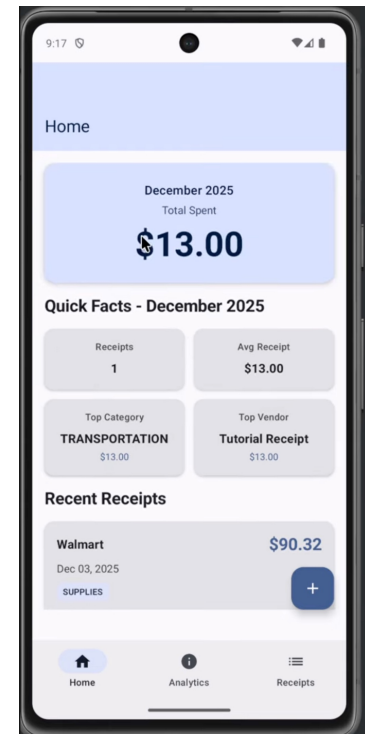 9:17
Home
December 2025
Total Spent
$13.00
Quick Facts - December 2025
Receipts
1
Avg Receipt
$13.00
Top Category
TRANSPORTATION
$13.00
Top Vendor
Tutorial Receipt
$13.00
Recent Receipts
Walmart
$90.32
Dec 03, 2025
SUPPLIES
+
Home
Analytics
Receipts